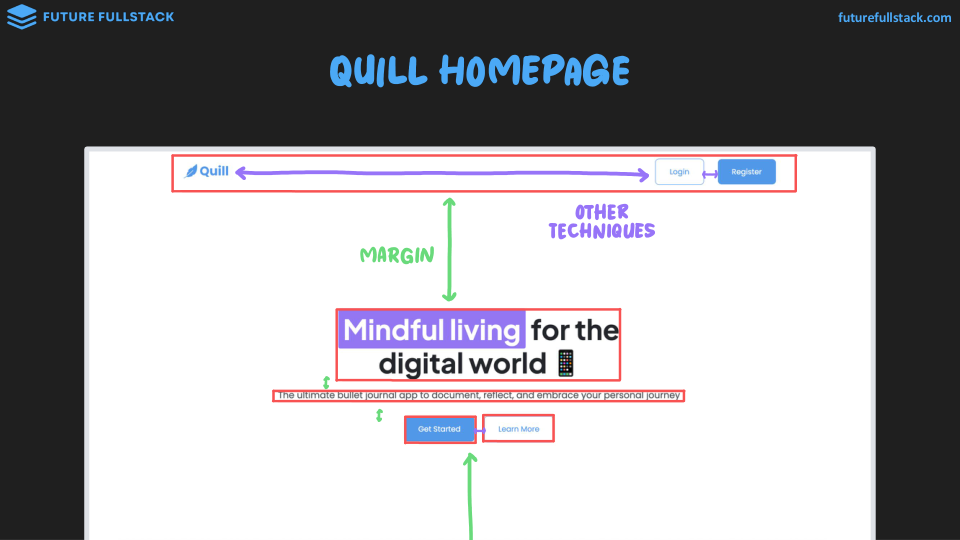 FUTURE FULLSTACK
futurefullstack.com
QUILL HOMEPAGE
Quill
Login
Register
OTHER
TECHNIQUES
MARGIN
Mindful living for the
digital world
The ultimate bullet journal app to document, reflect, and embrace your personal journey
Get Started
Learn More